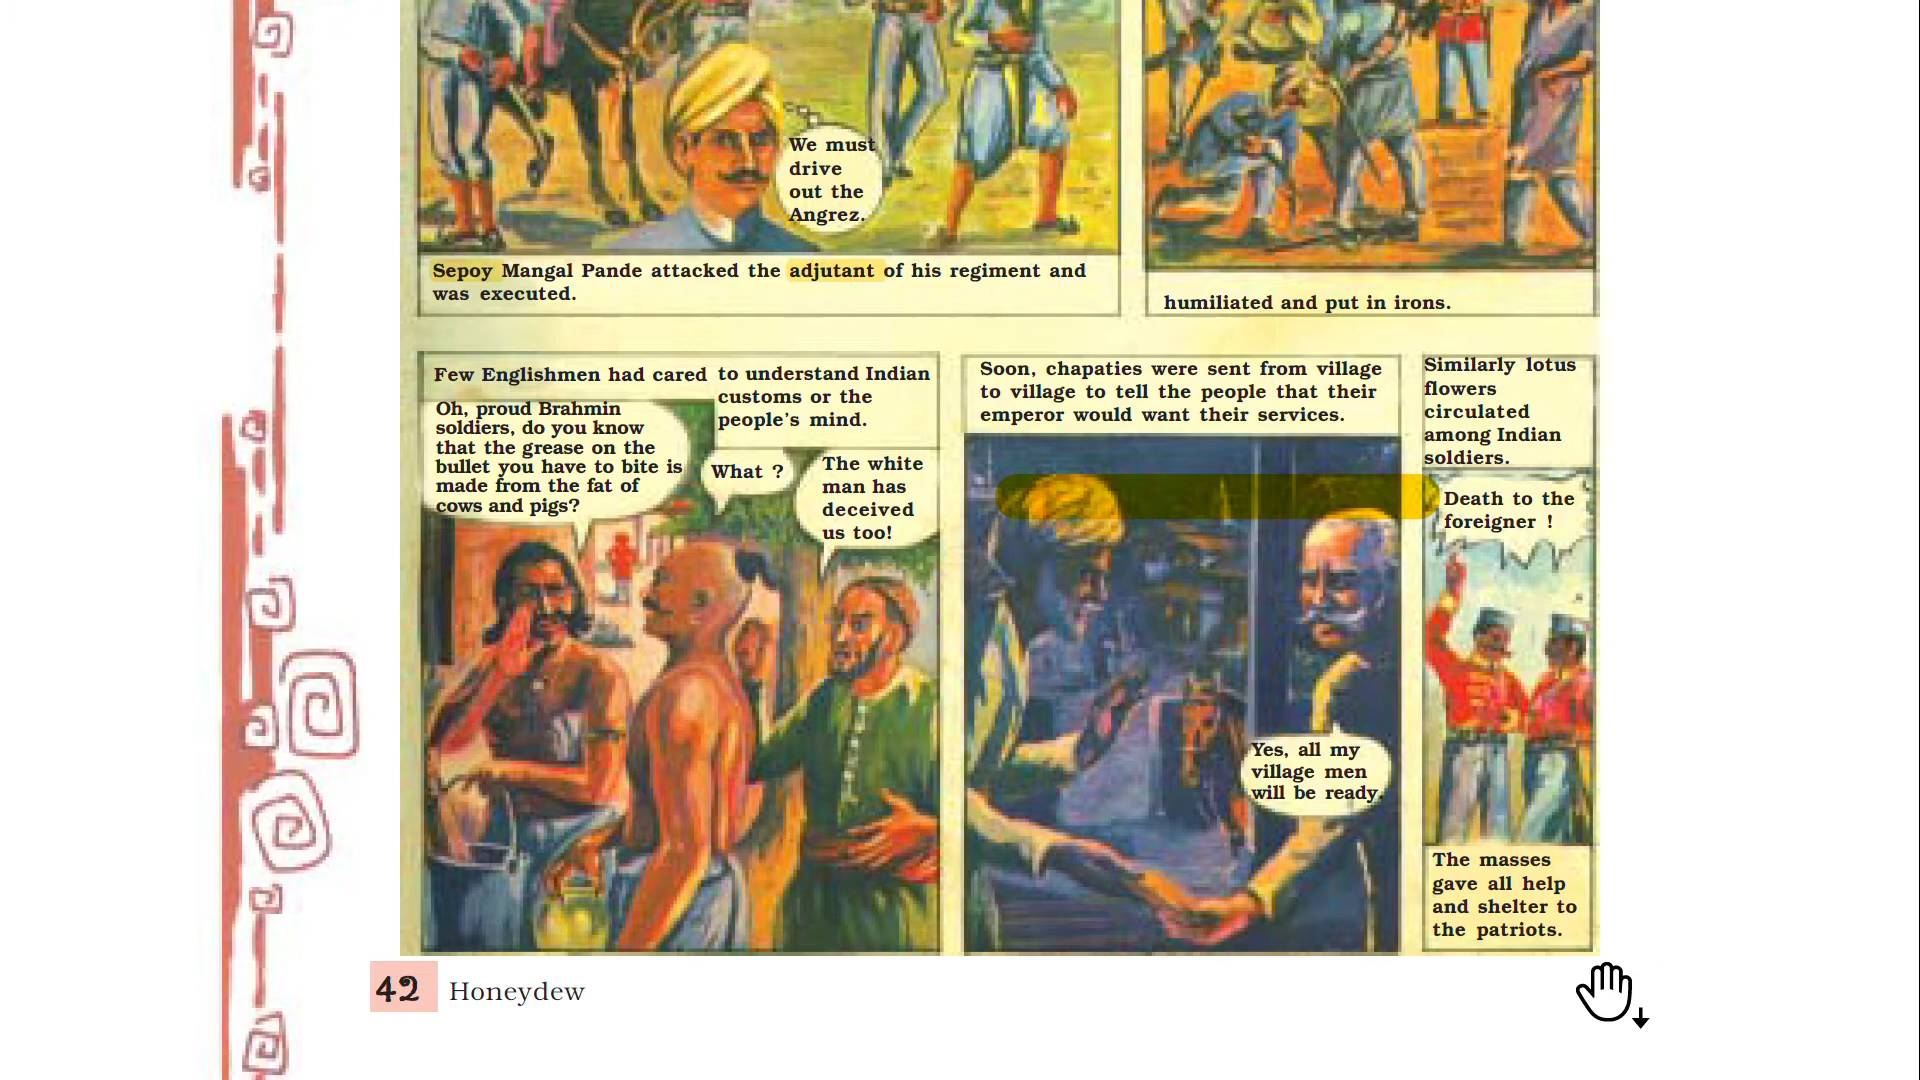 We must
drive
out the
Angrez.
Sepoy Mangal Pande attacked the adjutant of his regiment and
was executed.
humiliated and put in irons.
Few Englishmen had cared to understand Indian
customs or the
people's mind.
Oh, proud Brahmin
soldiers, do you know
that the grease on the
bullet you have to bite is
made from the fat of
cows and pigs?
What ?
The white
man has
deceived
us too!
Soon, chapaties were sent from village
to village to tell the people that their
emperor would want their services.
Yes, all my
village men
will be ready.
Similarly lotus
flowers
circulated
among Indian
soldiers.
Death to the
foreigner !
The masses
gave all help
and shelter to
the patriots.
42 Honeydew